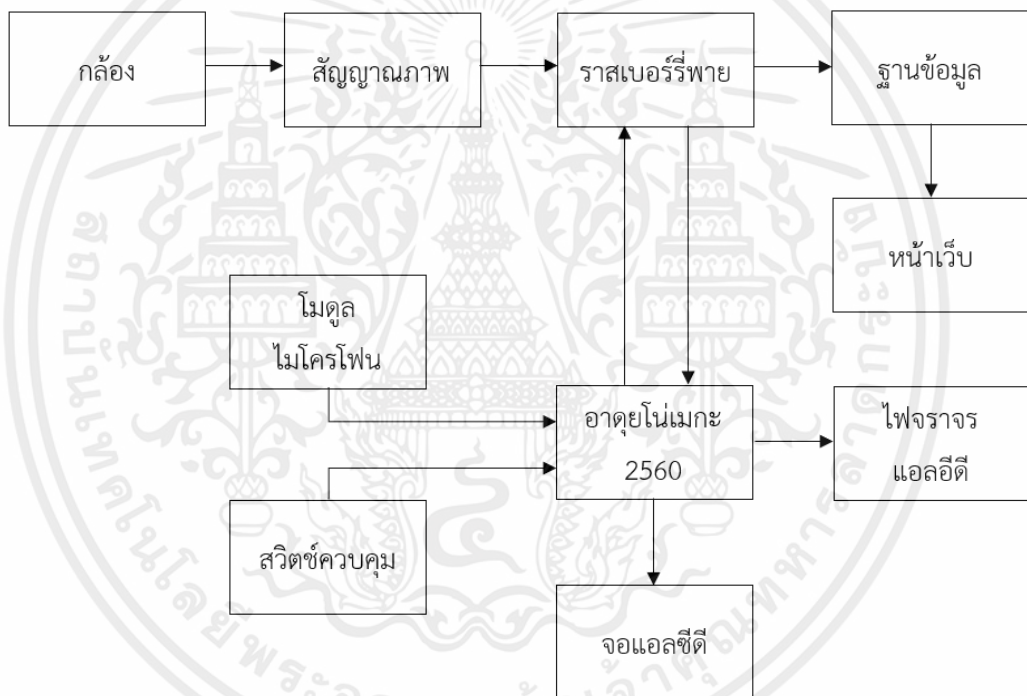 กล้อง
สัญญาณภาพ
ราสเบอร์รี่พาย
ฐานข้อมูล
หน้าเว็บ
โมดูล
ไมโครโฟน
อาดุยโน่เมกะ
2560
ไฟจราจร
แอลอีดี
สวิตช์ควบคุม
จอแอลซีดี